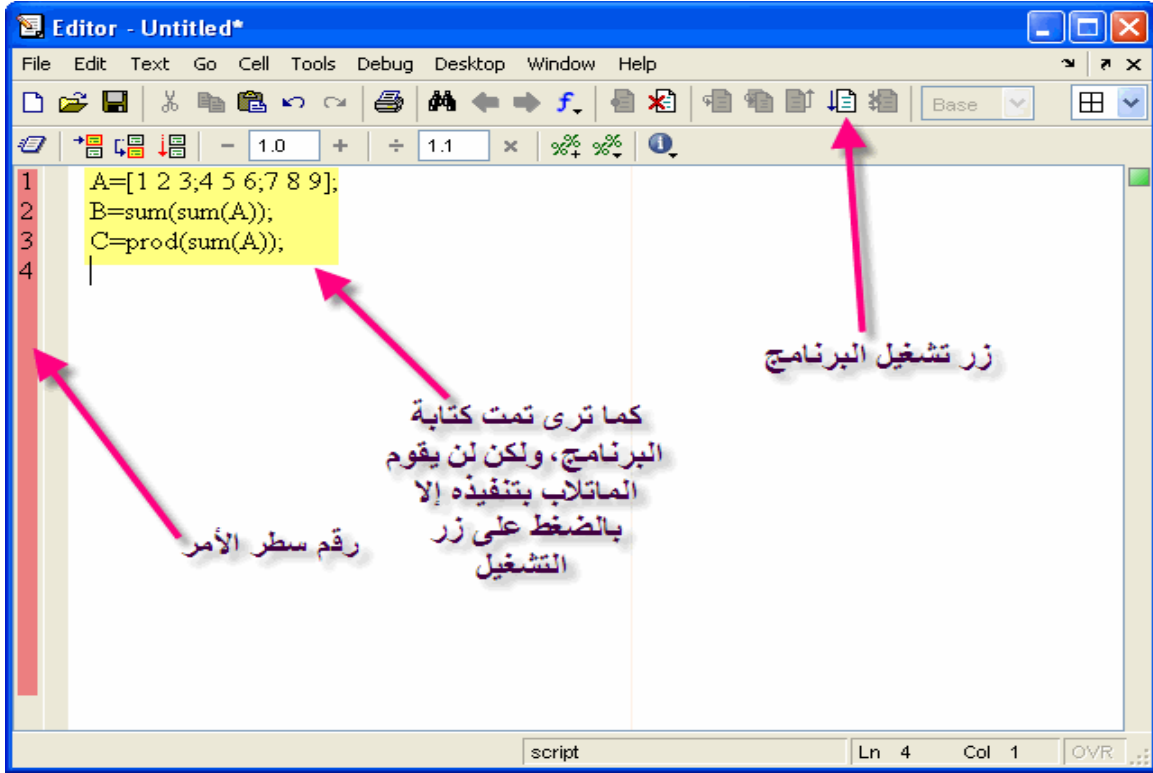 Editor - Untitled*
File Edit Text Go Cell Tools Debug Desktop Window Help
Base
1.0
1.1
1 A=[1 2 3;4 5 6;7 8 9];
2 B=sum(sum(A));
3 C=prod(sum(A));
4
زر تشغيل البرنامج
كما ترى تمت كتابة
البرنامج، ولكن لن يقوم
الماتلاب بتنفيذه إلا
بالضغط على زر
التشغيل
رقم سطر الأمر
script Ln 4 Col 1 OVR